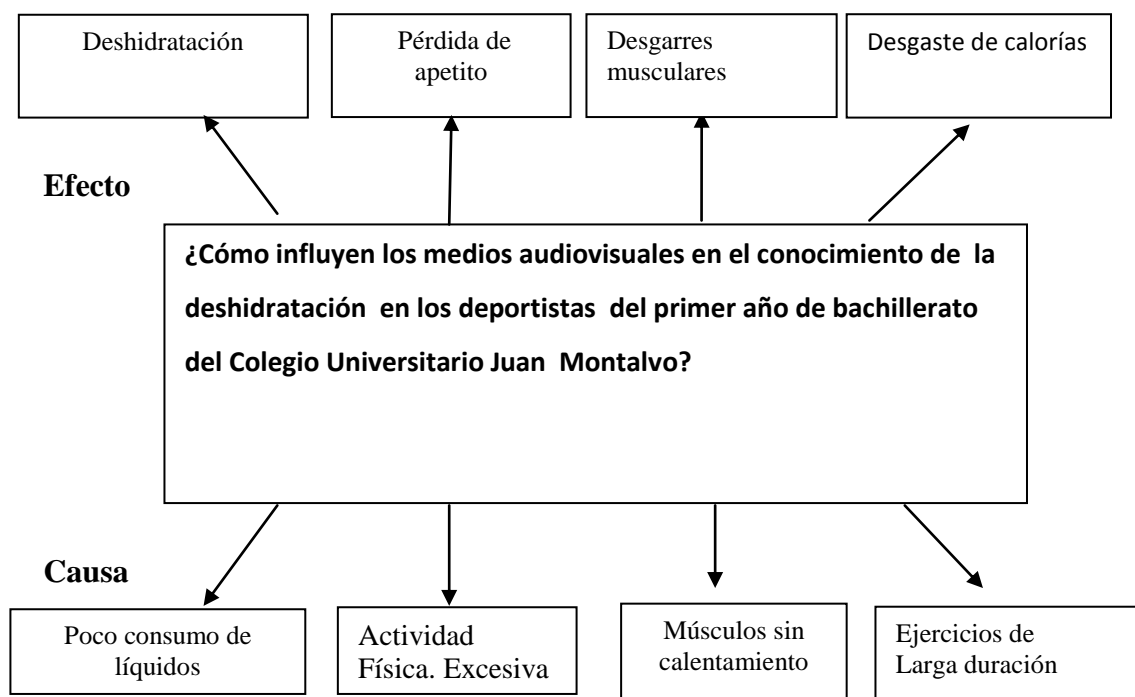 Deshidratación
Pérdida de
apetito
Desgarres
musculares
Desgaste de calorías
Efecto
¿Cómo influyen los medios audiovisuales en el conocimiento de la
deshidratación en los deportistas del primer año de bachillerato
del Colegio Universitario Juan Montalvo?
Causa
Poco consumo de
líquidos
Actividad
Física. Excesiva
Músculos sin
calentamiento
Ejercicios de
Larga duración